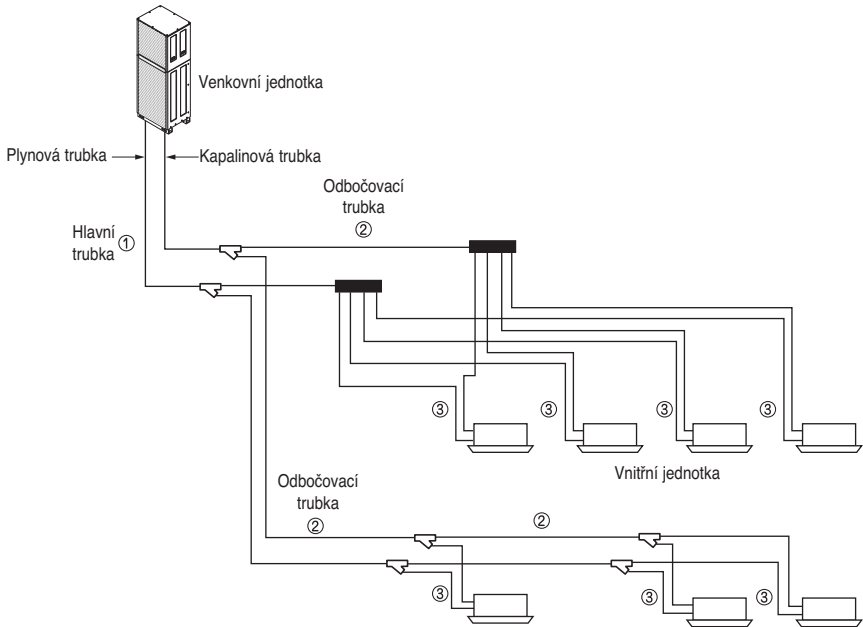 Venkovní jednotka
Plynová trubka
Kapalinová trubka
Odbočovací
trubka
②
Hlavní
trubka ①
③
③
③
③
Vnitřní jednotka
Odbočovací
trubka
②
②
③
③
③